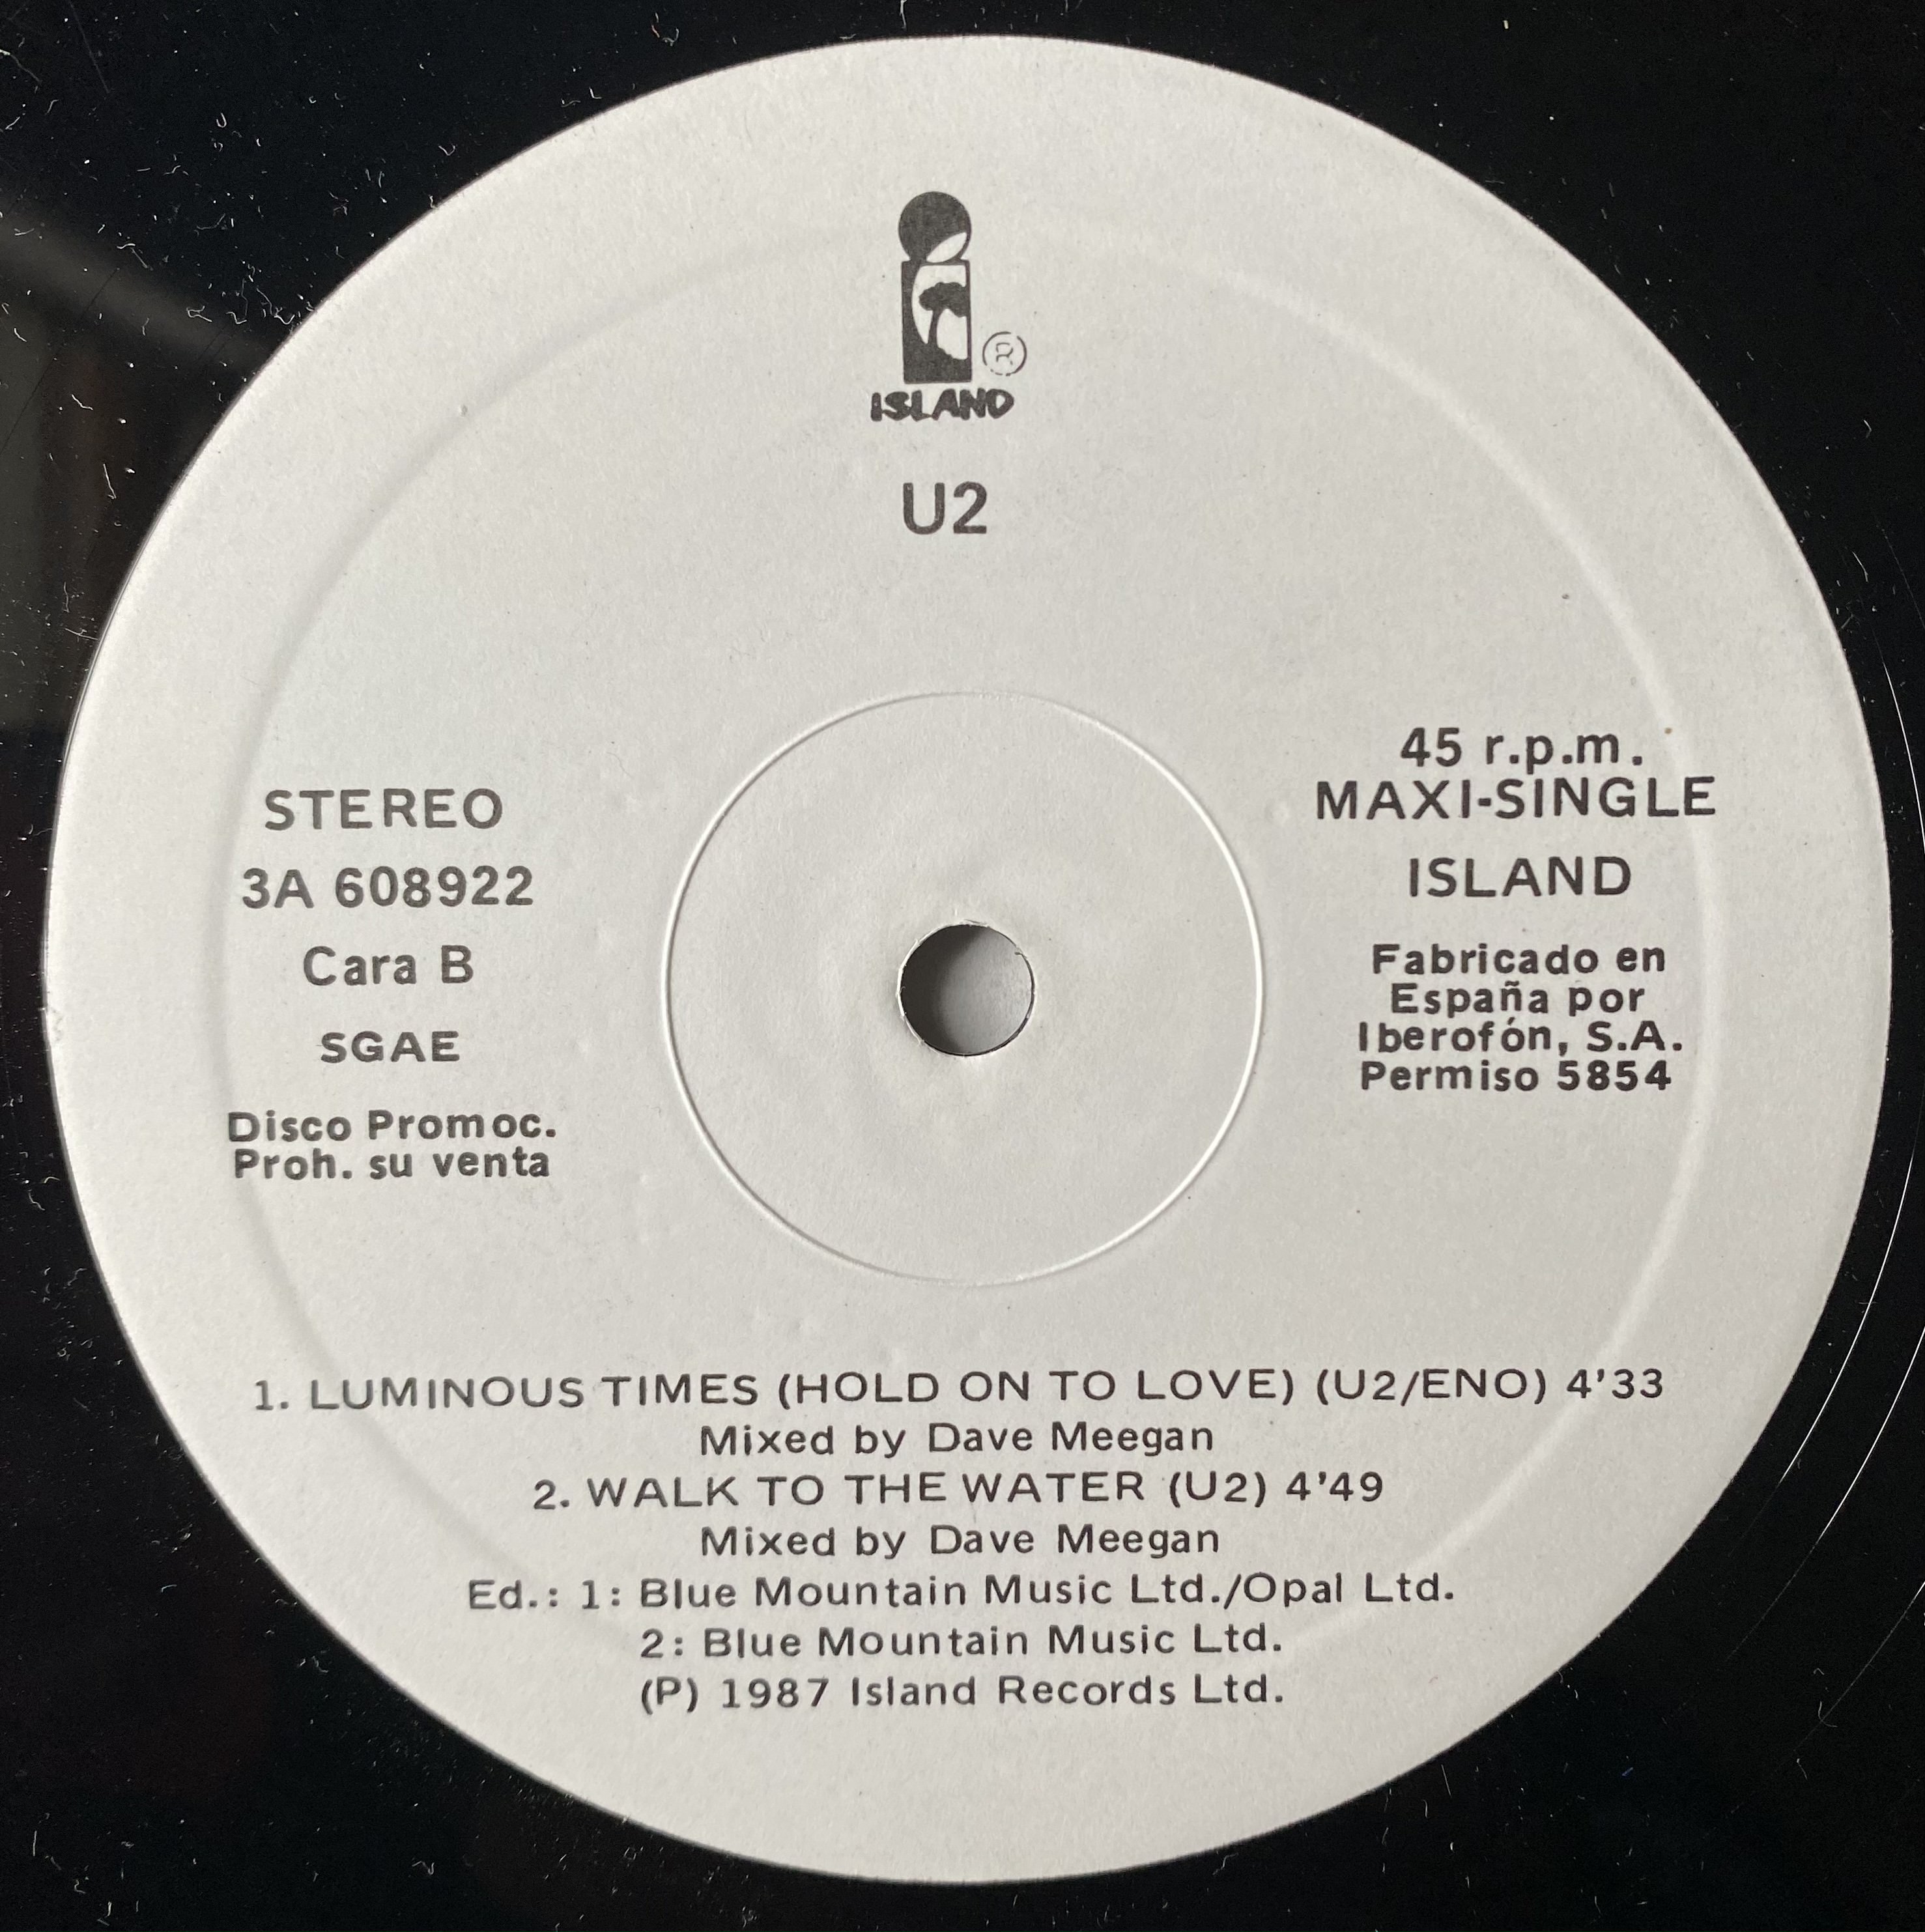 ®
ISLAND
U2
STEREO
3A 608922
Cara B
SGAE
Disco Promoc.
Proh. su venta
45 r.p.m.
MAXI-SINGLE
ISLAND
Fabricado en
España por
Iberofón, S.A.
Permiso 5854
1. LUMINOUS TIMES (HOLD ON TO LOVE) (U2/ENO) 4'33
Mixed by Dave Meegan
2. WALK TO THE WATER (U2) 4'49
Mixed by Dave Meegan
Ed.: 1: Blue Mountain Music Ltd./Opal Ltd.
2: Blue Mountain Music Ltd.
(P) 1987 Island Records Ltd.